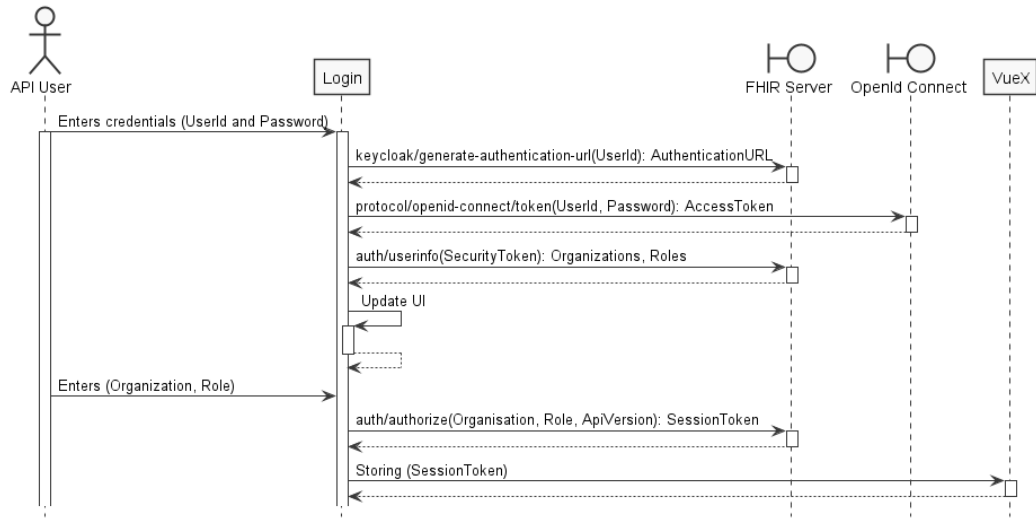 API User
Login
FHIR Server
OpenId Connect
VueX
Enters credentials (UserId and Password)
keycloak/generate-authentication-url(UserId): AuthenticationURL
protocol/openid-connect/token(UserId, Password): AccessToken
auth/userinfo(SecurityToken): Organizations, Roles
Update UI
Enters (Organization, Role)
auth/authorize(Organisation, Role, ApiVersion): SessionToken
Storing (SessionToken)